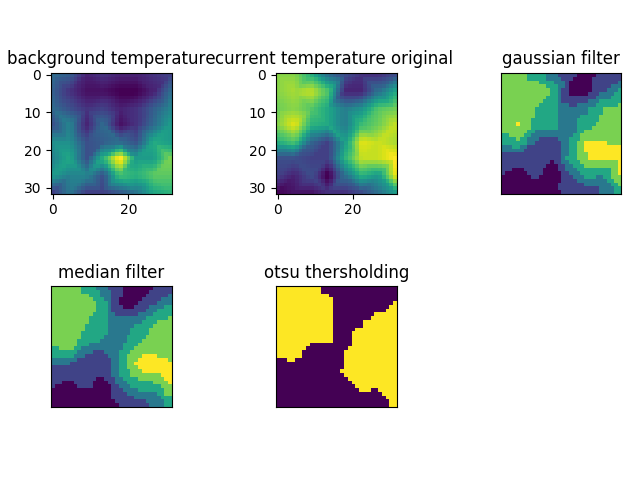 background temperature
current temperature original
gaussian filter
0
10
20
30
0
20
0
10
20
30
0
20
median filter
otsu thersholding